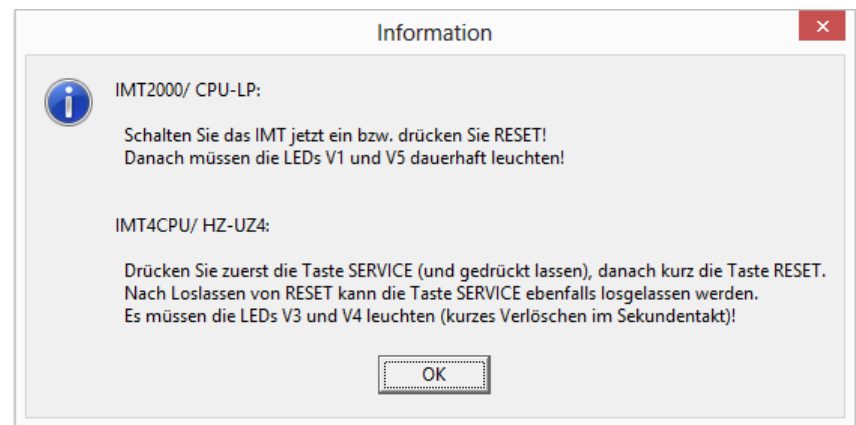 Information
IMT2000/ CPU-LP:
Schalten Sie das IMT jetzt ein bzw. drücken Sie RESET!
Danach müssen die LEDs V1 und V5 dauerhaft leuchten!
IMT4CPU/ HZ-UZ4:
Drücken Sie zuerst die Taste SERVICE (und gedrückt lassen), danach kurz die Taste RESET.
Nach Loslassen von RESET kann die Taste SERVICE ebenfalls losgelassen werden.
Es müssen die LEDs V3 und V4 leuchten (kurzes Verlöschen im Sekundentakt)!
OK